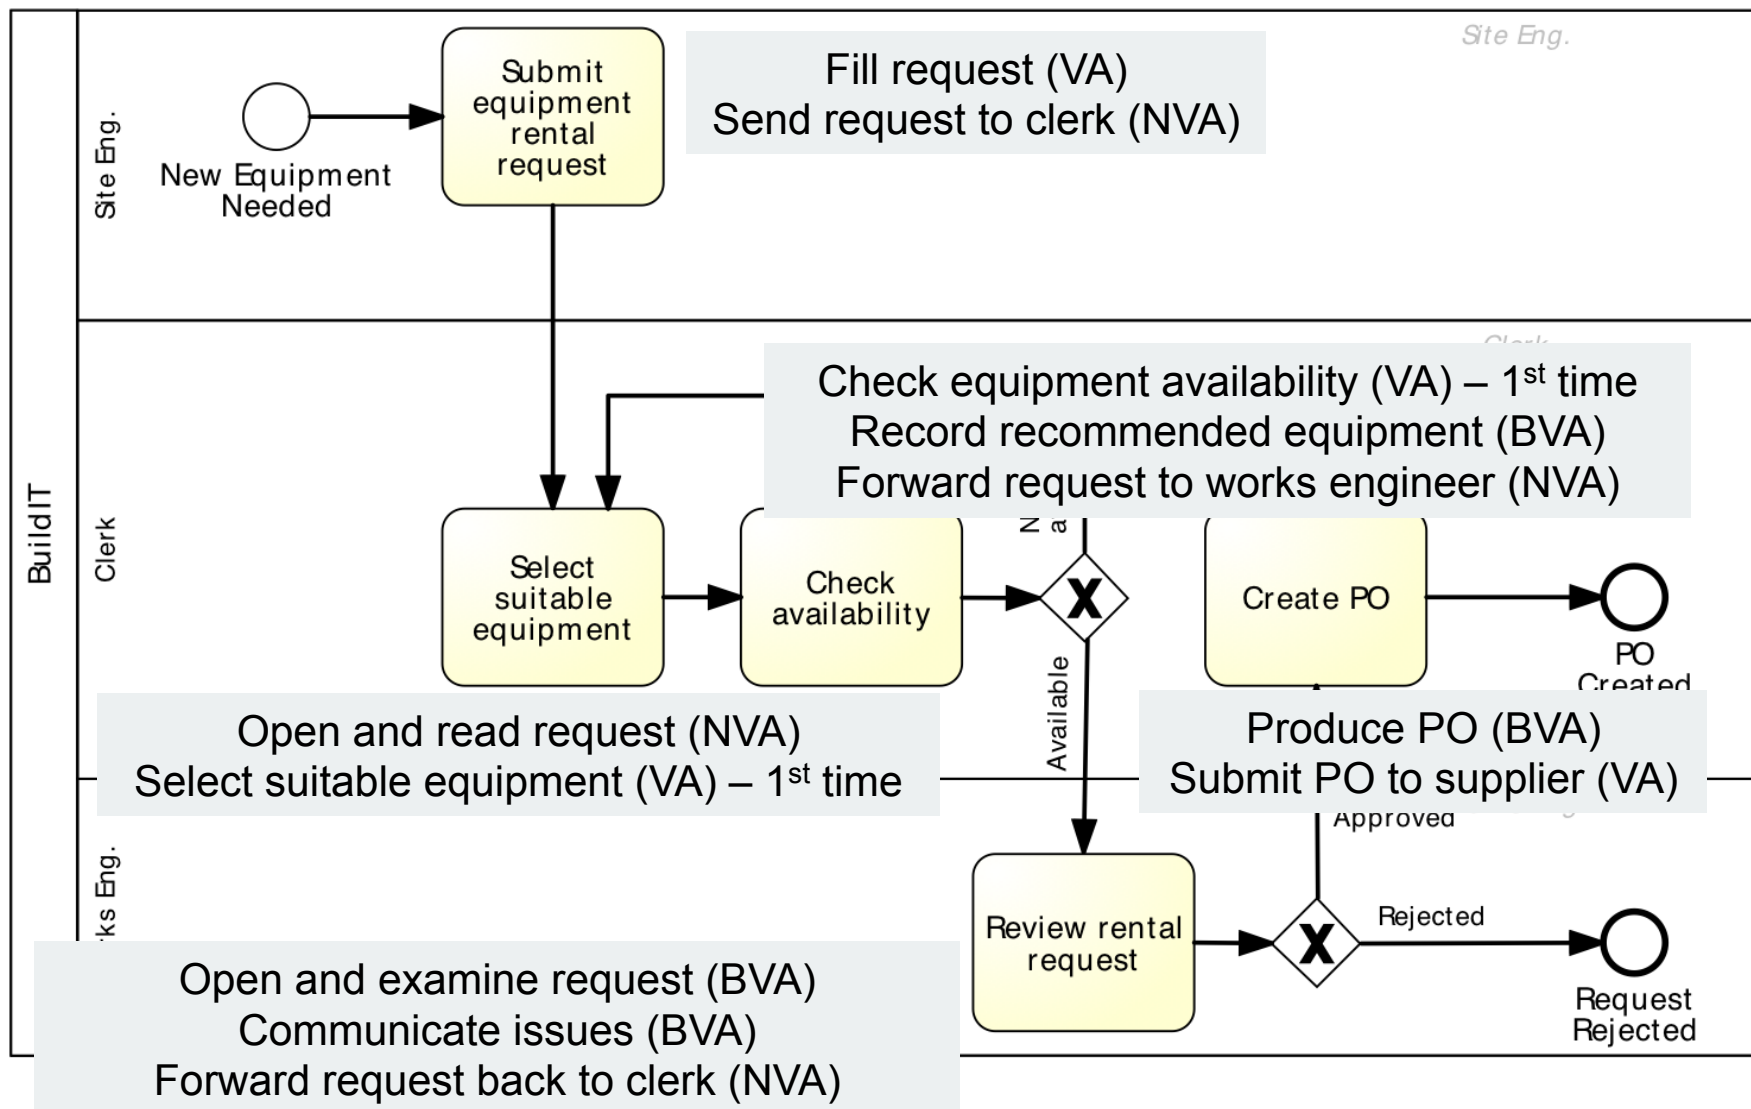 Site Eng.
Submit
equipment
rental
request
Fill request (VA)
Send request to clerk (NVA)
Site Eng.
New Equipment
Needed
BuildIT
Clerk
Clerk
Check equipment availability (VA) – 1st time
Record recommended equipment (BVA)
Forward request to works engineer (NVA)
Select
suitable
equipment
Check
availability
X
Create PO
PO
Created
Available
Open and read request (NVA)
Select suitable equipment (VA) – 1st time
Produce PO (BVA)
Submit PO to supplier (VA)
Approved
ks Eng.
Review rental
request
X
Rejected
Request
Rejected
Open and examine request (BVA)
Communicate issues (BVA)
Forward request back to clerk (NVA)